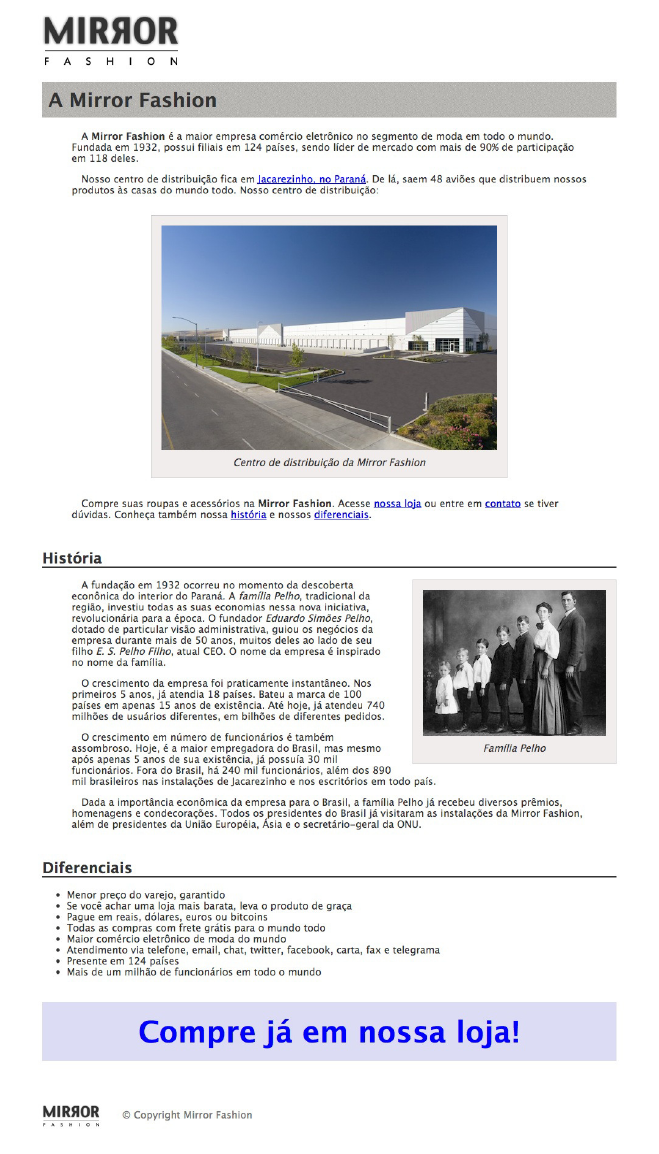 MIRROR
FASHION
A Mirror Fashion
A Mirror Fashion é a maior empresa comércio eletrônico no segmento de moda em todo o mundo.
Fundada em 1932, possui filiais em 124 países, sendo líder de mercado com mais de 90% de participação
em 118 deles.
Nosso centro de distribuição fica em Jacarezinho, no Paraná. De lá, saem 48 aviões que distribuem nossos
produtos às casas do mundo todo. Nosso centro de distribuição:
Centro de distribuição da Mirror Fashion
Compre suas roupas e acessórios na Mirror Fashion. Acesse nossa loja ou entre em contato se tiver
dúvidas. Conheça também nossa história e nossos diferenciais.
História
A fundação em 1932 ocorreu no momento da descoberta
econônica do interior do Paraná. A família Pelho, tradicional da
região, investiu todas as suas economias nessa nova iniciativa,
revolucionária para a época. O fundador Eduardo Simões Pelho,
dotado de particular visão administrativa, guiou os negócios da
empresa durante mais de 50 anos, muitos deles ao lado de seu
filho E. S. Pelho Filho, atual CEO. O nome da empresa é inspirado
no nome da família.
O crescimento da empresa foi praticamente instantâneo. Nos
primeiros 5 anos, já atendia 18 países. Bateu a marca de 100
países em apenas 15 anos de existência. Até hoje, já atendeu 740
milhões de usuários diferentes, em bilhões de diferentes pedidos.
O crescimento em número de funcionários é também
assombroso. Hoje, é a maior empregadora do Brasil, mas mesmo
após apenas 5 anos de sua existência, já possuía 30 mil
funcionários. Fora do Brasil, há 240 mil funcionários, além dos 890
mil brasileiros nas instalações de Jacarezinho e nos escritórios em todo país.
Família Pelho
Dada a importância econômica da empresa para o Brasil, a família Pelho já recebeu diversos prêmios,
homenagens e condecorações. Todos os presidentes do Brasil já visitaram as instalações da Mirror Fashion,
além de presidentes da União Européia, Ásia e o secretário-geral da ONU.
Diferenciais
• Menor preço do varejo, garantido
• Se você achar uma loja mais barata, leva o produto de graça
• Pague em reais, dólares, euros ou bitcoins
• Todas as compras com frete grátis para o mundo todo
• Maior comércio eletrônico de moda do mundo
• Atendimento via telefone, email, chat, twitter, facebook, carta, fax e telegrama
• Presente em 124 países
• Mais de um milhão de funcionários em todo o mundo
Compre já em nossa loja!
MIRROR
FASHION
© Copyright Mirror Fashion